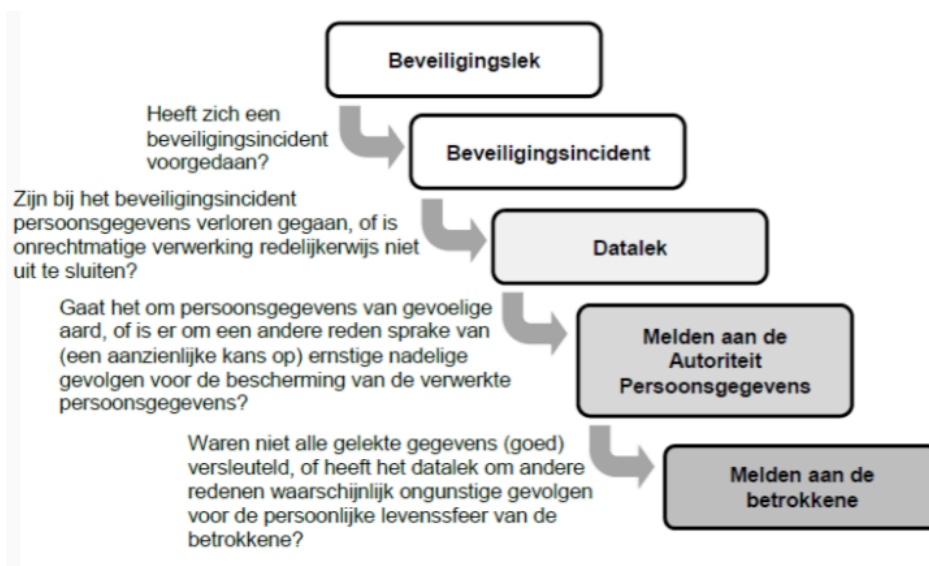 Beveiligingslek
Heeft zich een
beveiligingsincident
voorgedaan?
Beveiligingsincident
Zijn bij het beveiligingsincident
persoonsgegevens verloren gegaan, of is
onrechtmatige verwerking redelijkerwijs niet
uit te sluiten?
Datalek
Gaat het om persoonsgegevens van gevoelige
aard, of is er om een andere reden sprake van
(een aanzienlijke kans op) ernstige nadelige
gevolgen voor de bescherming van de verwerkte
persoonsgegevens?
Melden aan de
Autoriteit
Persoonsgegevens
Waren niet alle gelekte gegevens (goed)
versleuteld, of heeft het datalek om andere
redenen waarschijnlijk ongunstige gevolgen
voor de persoonlijke levenssfeer van de
betrokkene?
Melden aan de
betrokkene